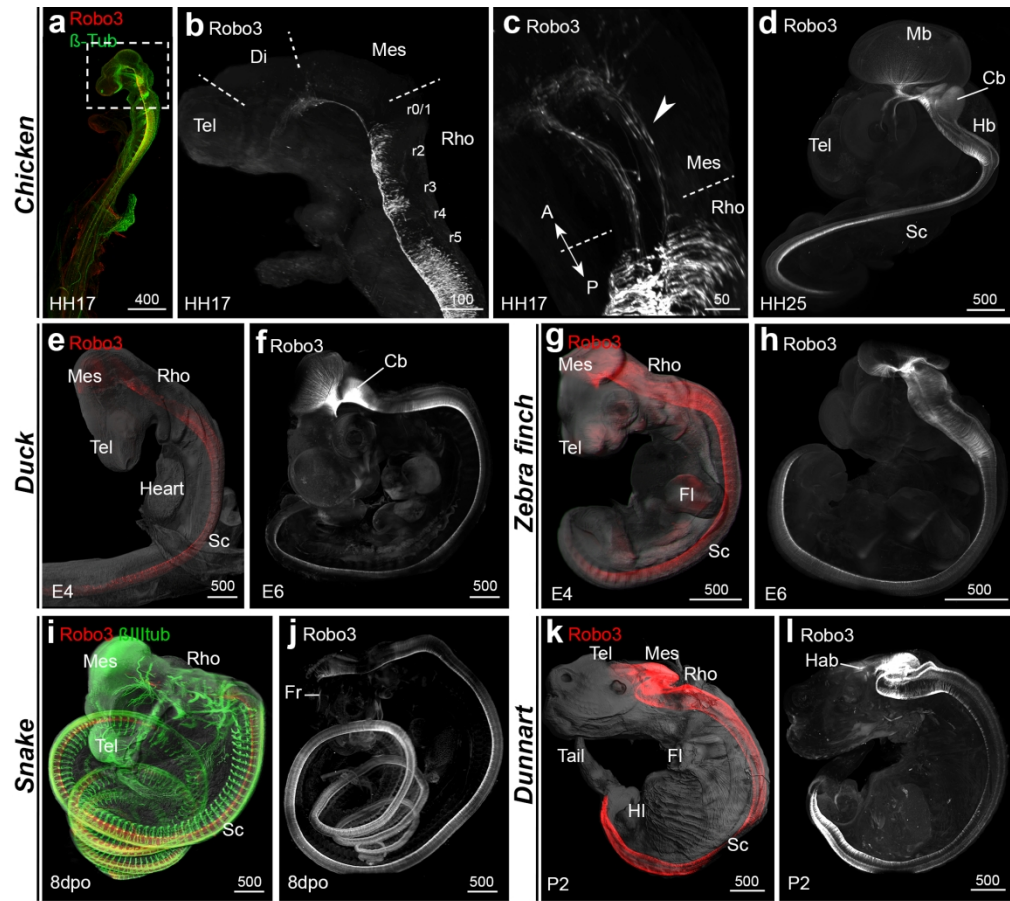 Chicken
a Robo3
ß-Tub
HH17
400
b Robo3
Di
Mes
Tel
r0/1
Rho
r2
r3
r4
r5
HH17
100
c Robo3
Mes
Rho
A
P
HH17
50
d Robo3
Mb
Cb
Hb
Tel
Sc
HH25
500
Duck
e Robo3
Mes
Rho
Tel
Heart
Sc
E4
500
f Robo3
Cb
E6
500
Zebra finch
g Robo3
Mes
Rho
Tel
Fl
Sc
E4
500
h Robo3
E6
500
Snake
i Robo3 ßIIItub
Mes
Rho
Tel
Sc
8dpo
500
j Robo3
Fr
8dpo
500
Dunnart
k Robo3
Tel
Mes
Rho
Tail
Fl
Hl
Sc
P2
500
l Robo3
Hab
P2
500